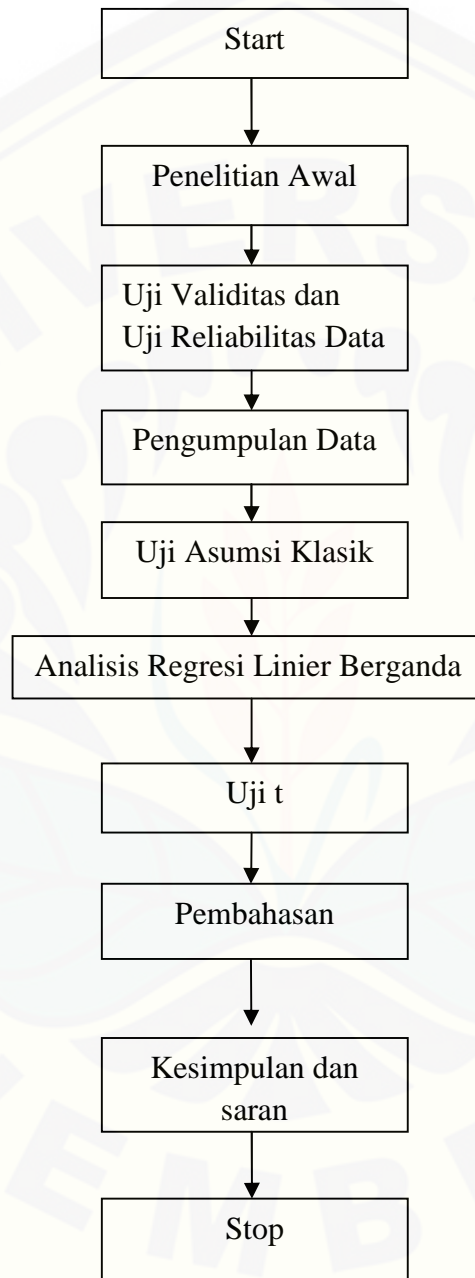 Start
Penelitian Awal
Uji Validitas dan
Uji Reliabilitas Data
Pengumpulan Data
Uji Asumsi Klasik
Analisis Regresi Linier Berganda
Uji t
Pembahasan
Kesimpulan dan
saran
Stop